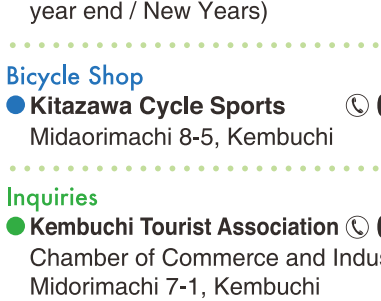 year end / New Years)
Bicycle Shop
Kitazawa Cycle Sports
Midaorimachi 8-5, Kembuchi
Inquiries
Kembuchi Tourist Association
Chamber of Commerce and
Midorimachi 7-1, Kembuchi